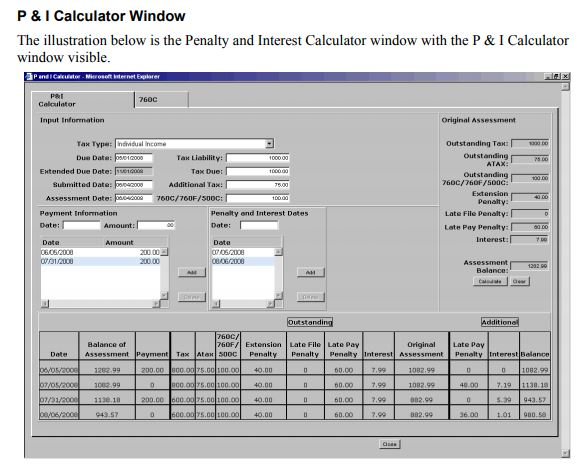 P & I Calculator Window
The illustration below is the Penalty and Interest Calculator window with the P & I Calculator
window visible.
P and I Calculator - Microsoft Internet Explorer
P&I Calculator 760C
Input Information Original Assessment
Tax Type: Individual Income Outstanding Tax: 1000.00
Due Date: 05/01/2008 Tax Liability: 1000.00 Outstanding ATAX: 75.00
Extended Due Date: 11/01/2008 Tax Due: 1000.00 Outstanding 760C/760F/500C: 100.00
Submitted Date: 06/04/2008 Additional Tax: 75.00 Extension Penalty: 40.00
Assessment Date: 06/04/2008 760C/760F/500C: 100.00 Late File Penalty: 0
Payment Information Penalty and Interest Dates Late Pay Penalty: 60.00
Date: Amount: .00 Date: Interest: 7.99
Date Amount Date
06/05/2008 200.00 07/05/2008
07/31/2008 200.00 08/06/2008 Assessment Balance: 1282.99
Add Add Calculate Clear
Delete Delete
Outstanding Additional
Date Balance of Assessment Payment Tax Atax 760C/ 760F/ 500C Extension Penalty Late File Penalty Late Pay Penalty Interest Original Assessment Late Pay Penalty Interest Balance
06/05/2008 1282.99 200.00 800.00 75.00 100.00 40.00 0 60.00 7.99 1082.99 0 0 1082.99
07/05/2008 1082.99 0 800.00 75.00 100.00 40.00 0 60.00 7.99 1082.99 48.00 7.19 1138.18
07/31/2008 1138.18 200.00 600.00 75.00 100.00 40.00 0 60.00 7.99 882.99 0 5.39 943.57
08/06/2008 943.57 0 600.00 75.00 100.00 40.00 0 60.00 7.99 882.99 36.00 1.01 980.58
Close